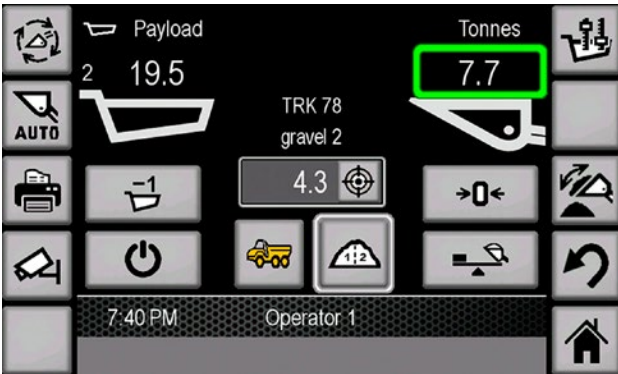 Payload
Tonnes
2 19.5
7.7
TRK 78
gravel 2
AUTO
-1
4.3
→0←
1 2
7:40 PM
Operator 1